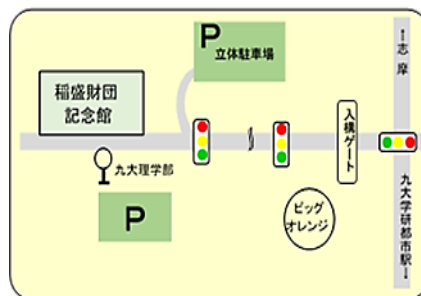 P
立体駐車場
↑志摩
稲盛財団
記念館
入構ゲート
九大理学部
P
ビッグ
オレンジ
九大学研都市駅→